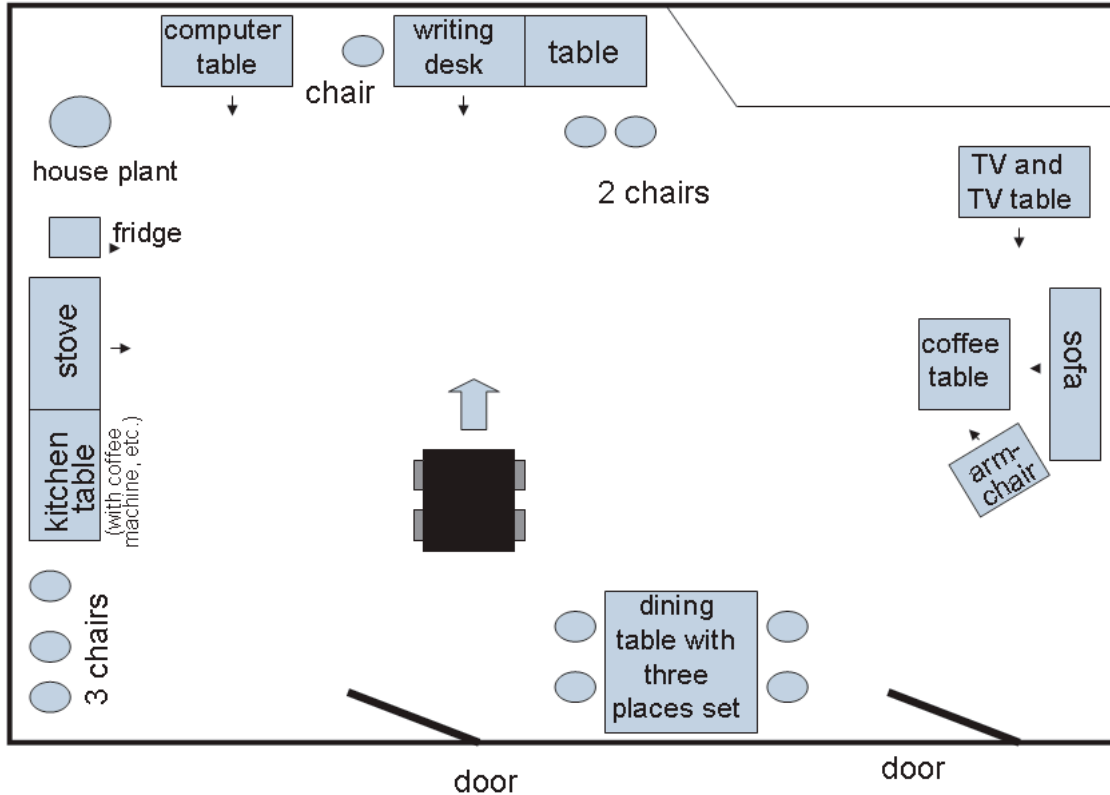 computer
table
chair
writing
desk
table
house plant
2 chairs
TV and
TV table
fridge
stove
coffee
table
sofa
arm-
chair
kitchen
table
(with coffee
machine, etc.)
3 chairs
dining
table with
three
places set
door
door